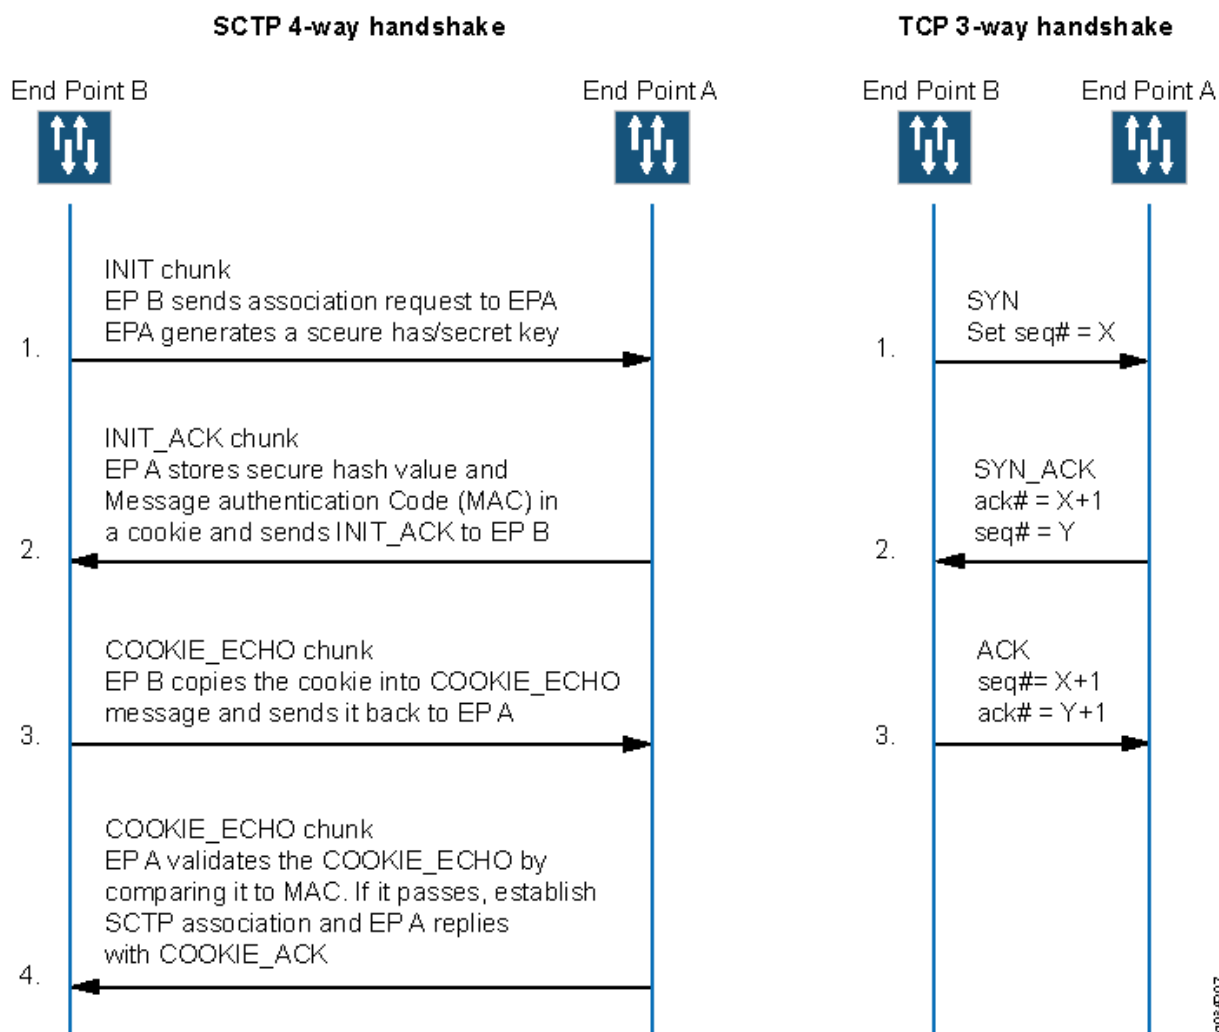 SCTP 4-way handshake
End Point B
End Point A
INIT chunk
EP B sends association request to EPA
EPA generates a sceure has/secret key
1.
INIT_ACK chunk
EP A stores secure hash value and
Message authentication Code (MAC) in
a cookie and sends INIT_ACK to EP B
2.
COOKIE_ECHO chunk
EP B copies the cookie into COOKIE_ECHO
message and sends it back to EP A
3.
COOKIE_ECHO chunk
EP A validates the COOKIE_ECHO by
comparing it to MAC. If it passes, establish
SCTP association and EP A replies
with COOKIE_ACK
4.
TCP 3-way handshake
End Point B
End Point A
SYN
Set seq# = X
1.
SYN_ACK
ack# = X+1
seq# = Y
2.
ACK
seq#= X+1
ack# = Y+1
3.